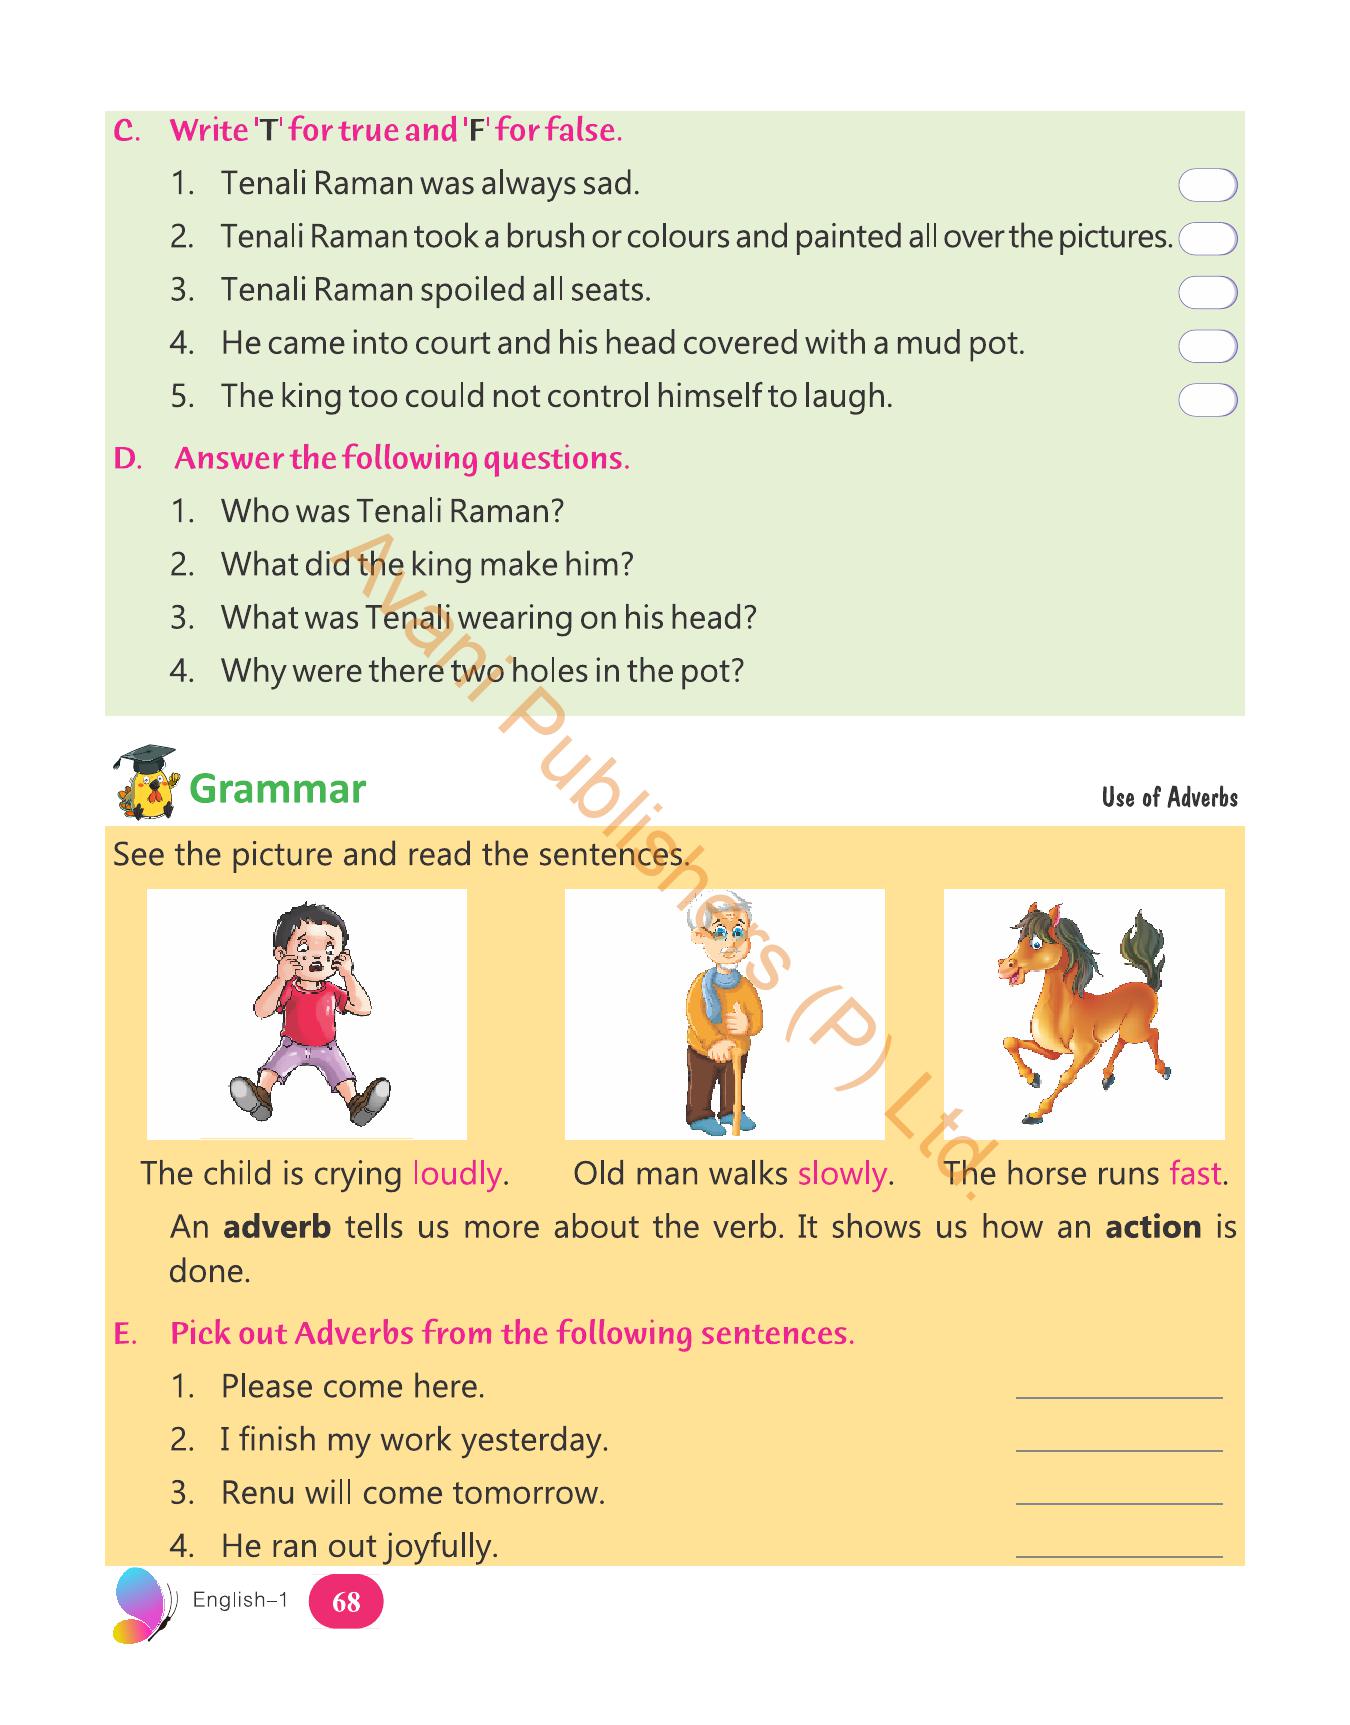 C. Write 'T' for true and 'F' for false.
1. Tenali Raman was always sad.
2. Tenali Raman took a brush or colours and painted all over the pictures.
3. Tenali Raman spoiled all seats.
4. He came into court and his head covered with a mud pot.
5. The king too could not control himself to laugh.
D. Answer the following questions.
1. Who was Tenali Raman?
2. What did the king make him?
3. What was Tenali wearing on his head?
4. Why were there two holes in the pot?
Grammar
Use of Adverbs
See the picture and read the sentences.
The child is crying loudly. Old man walks slowly. The horse runs fast.
An adverb tells us more about the verb. It shows us how an action is
done.
E. Pick out Adverbs from the following sentences.
1. Please come here.
2. I finish my work yesterday.
3. Renu will come tomorrow.
4. He ran out joyfully.
English–1 68
Avani Publishers (P) Ltd.